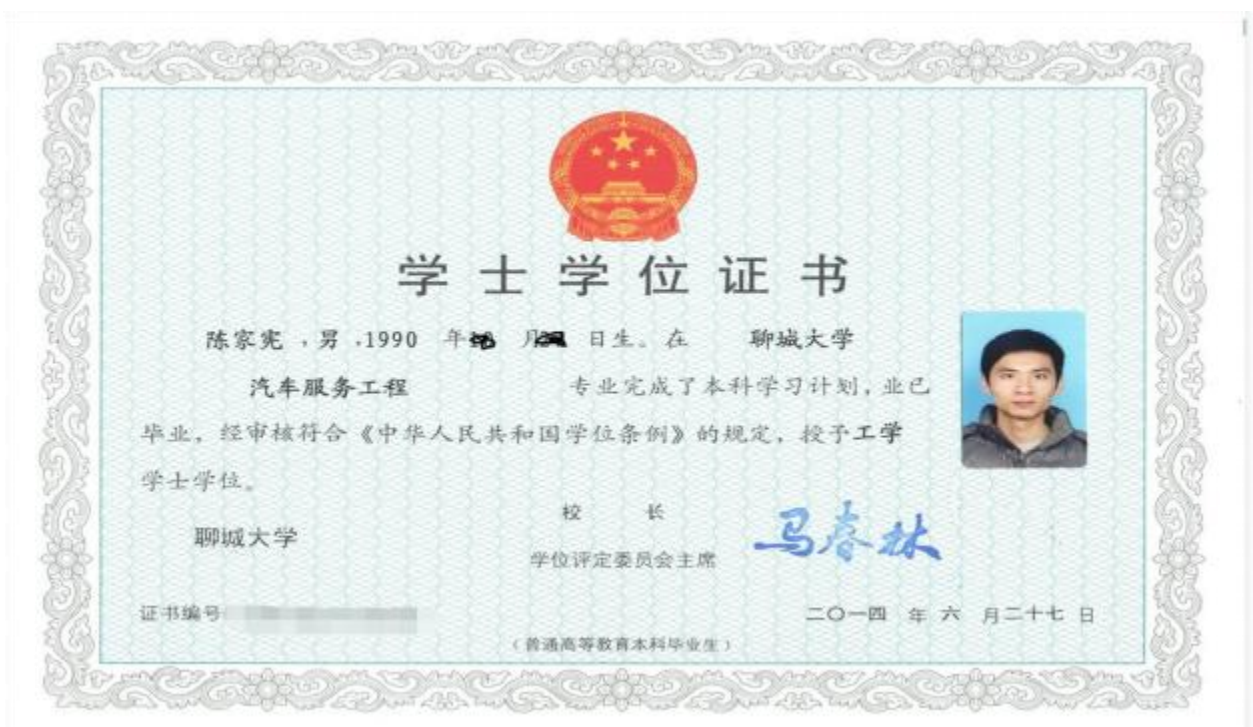 学士学位证书
陈家宪，男，1990 年 月 日生。在 聊城大学
汽车服务工程 专业完成了本科学习计划，业已
毕业，经审核符合《中华人民共和国学位条例》的规定，授予工学
学士学位。
校 长 马春林
聊城大学
学位评定委员会主席
证书编号
二〇一四 年 六 月二十七 日
（普通高等教育本科毕业生）